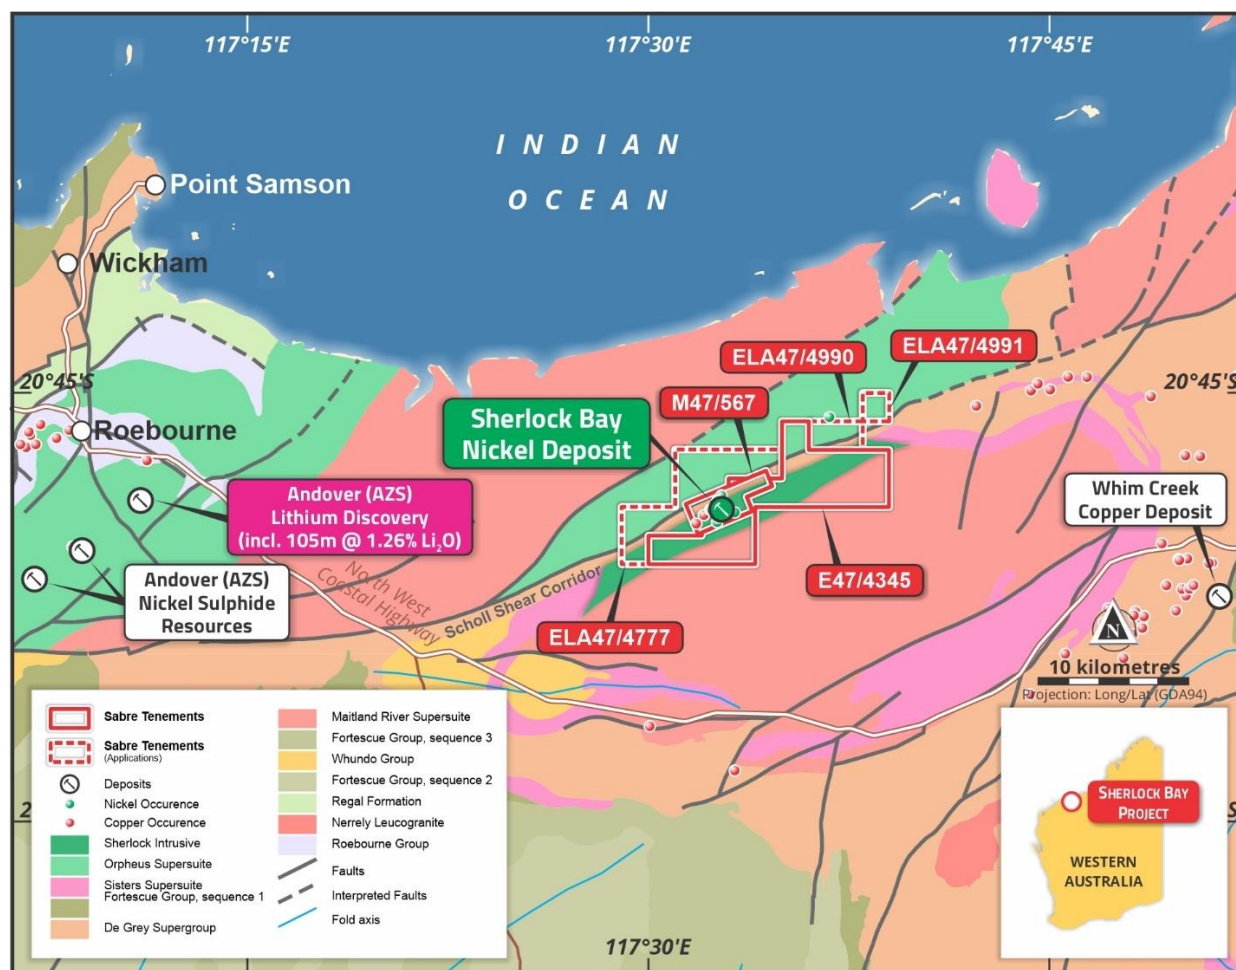 117°15'E
117°30'E
117°45'E
INDIAN
OCEAN
Point Samson
Wickham
20°45'S
20°45'S
Roebourne
ELA47/4990
ELA47/4991
M47/567
Sherlock Bay
Nickel Deposit
Andover (AZS)
Lithium Discovery
(incl. 105m @ 1.26% Li₂O)
Whim Creek
Copper Deposit
Andover (AZS)
Nickel Sulphide
Resources
North West
Coastal Highway
Scholl Shear Corridor
E47/4345
ELA47/4777
N
10 kilometres
Projection: Long/Lat (GDA94)
Sabre Tenements
Sabre Tenements
(Applications)
Deposits
Nickel Occurence
Copper Occurence
Sherlock Intrusive
Orpheus Supersuite
Sisters Supersuite
Fortescue Group, sequence 1
De Grey Supergroup
Maitland River Supersuite
Fortescue Group, sequence 3
Whundo Group
Fortescue Group, sequence 2
Regal Formation
Nerrely Leucogranite
Roebourne Group
Faults
Interpreted Faults
Fold axis
117°30'E
SHERLOCK BAY
PROJECT
WESTERN
AUSTRALIA